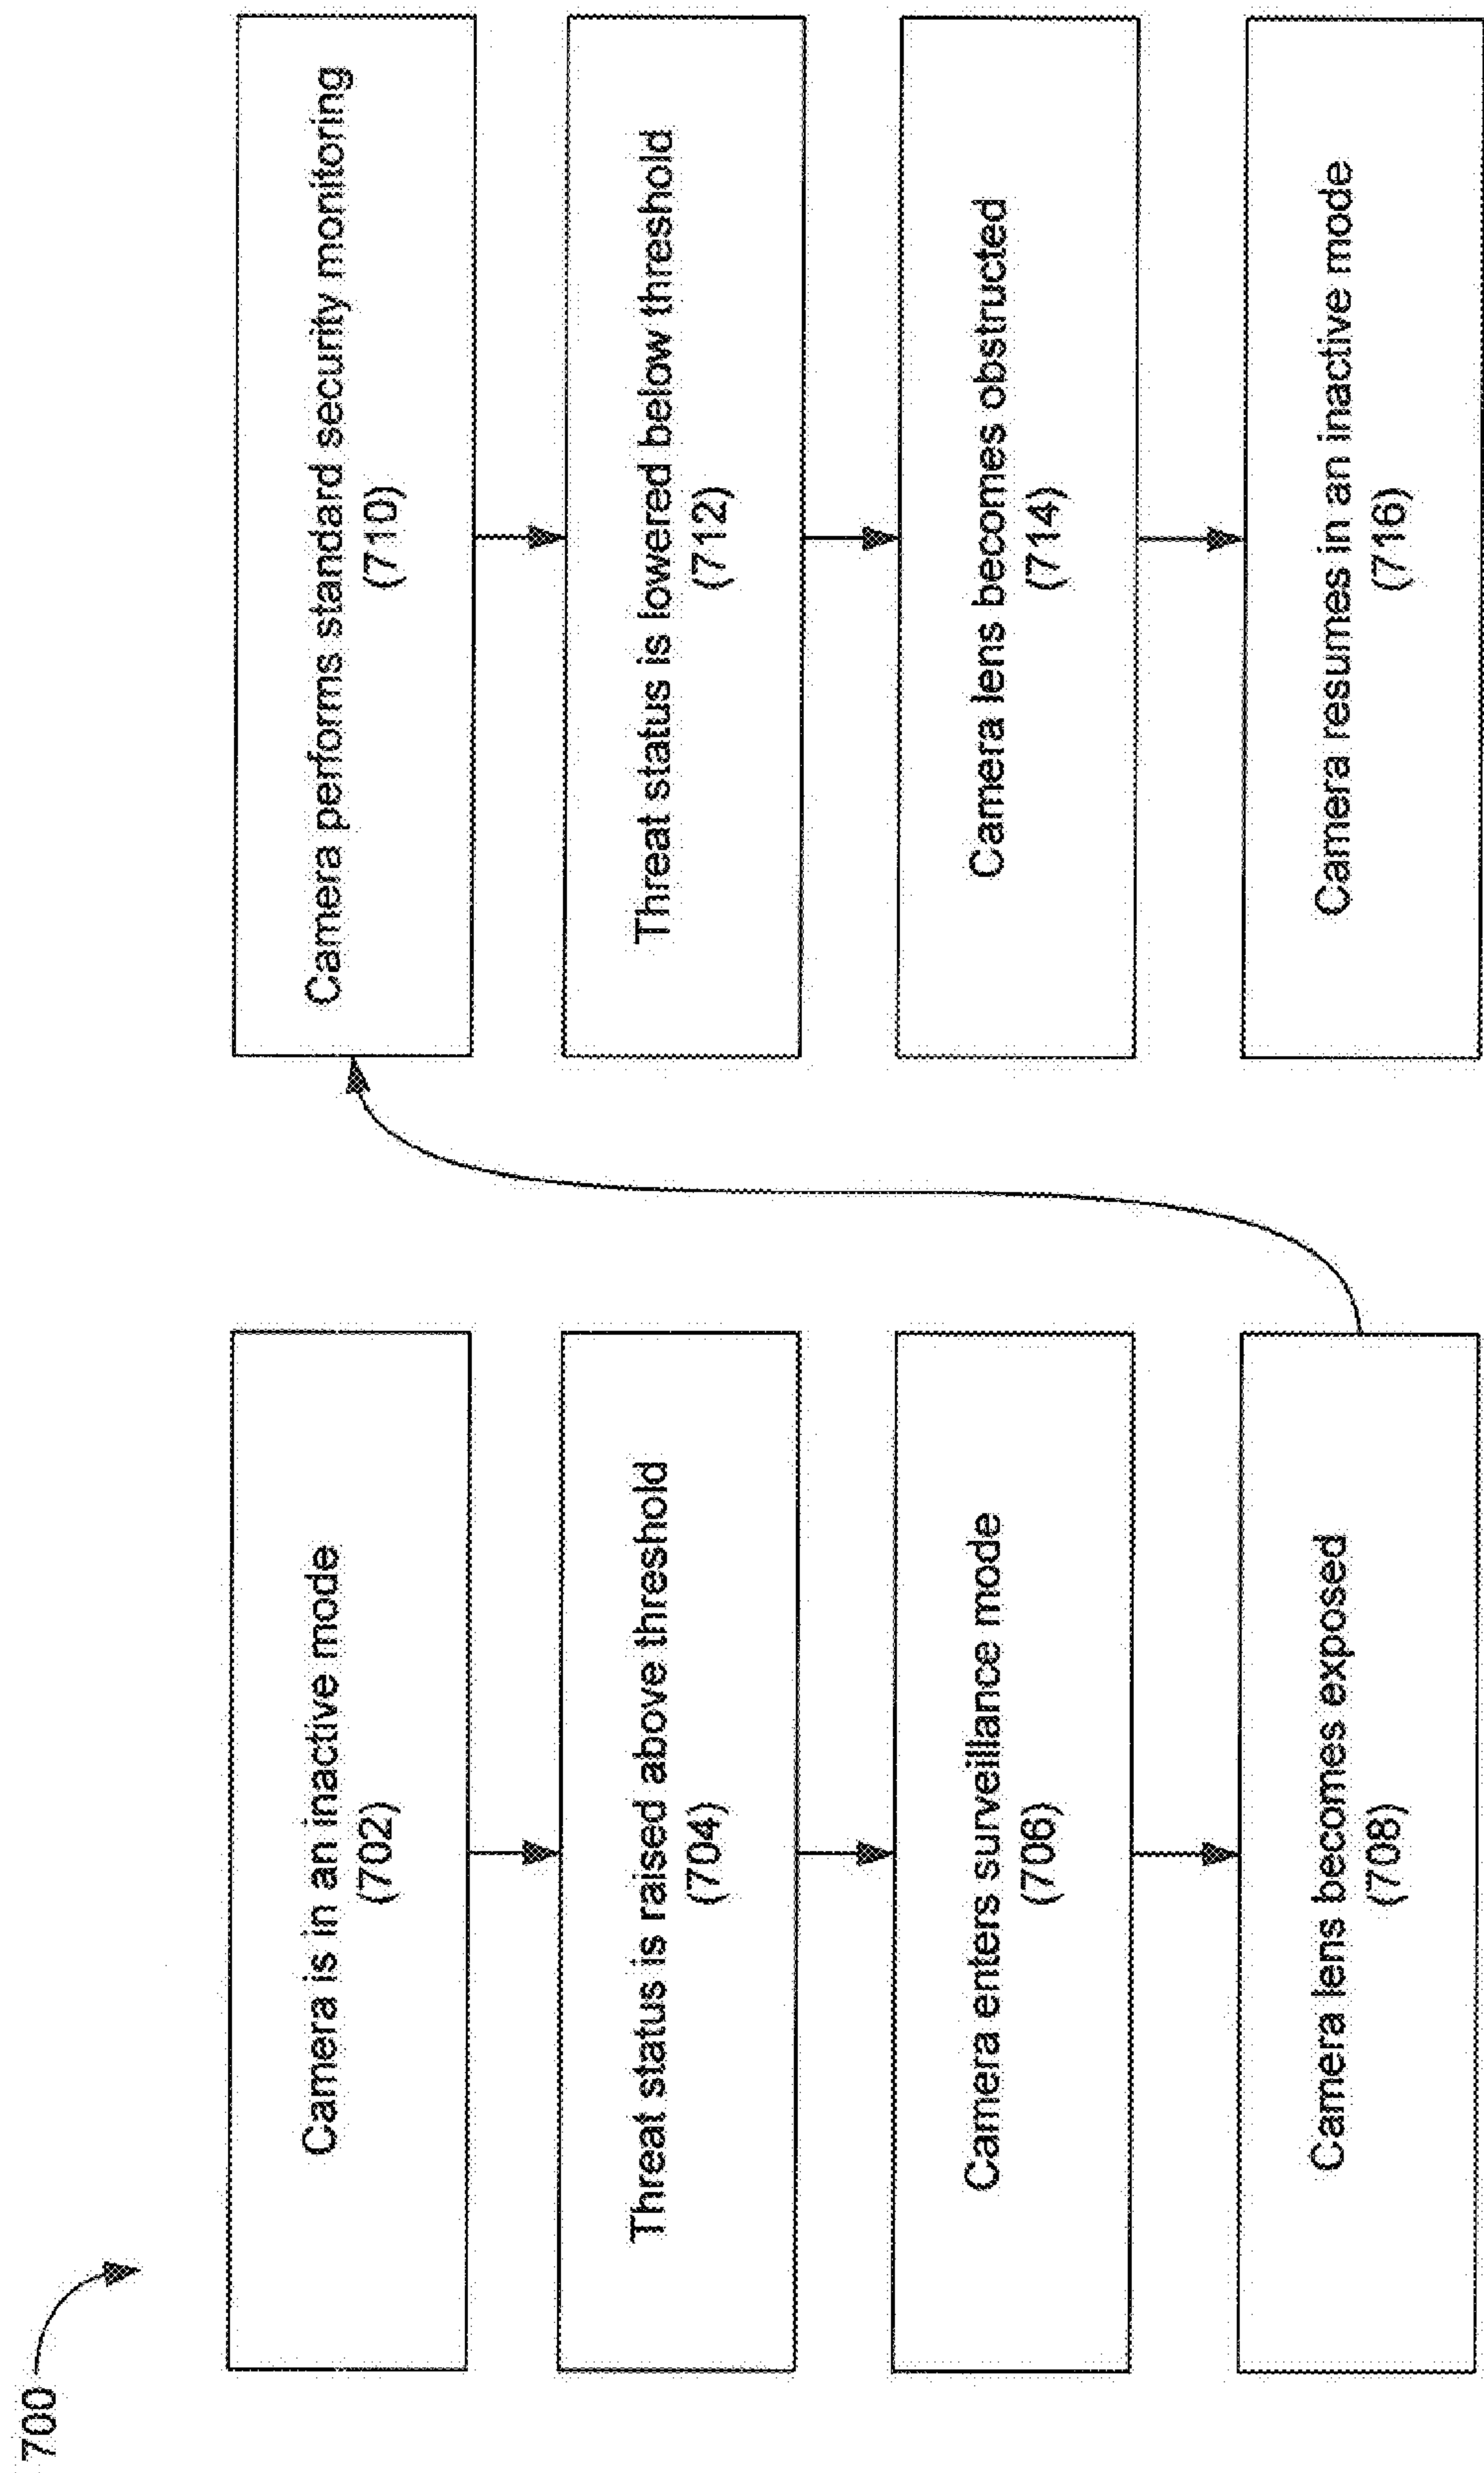 700
Camera is in an inactive mode
(702)
Threat status is raised above threshold
(704)
Camera enters surveillance mode
(706)
Camera lens becomes exposed
(708)
Camera performs standard security monitoring
(710)
Threat status is lowered below threshold
(712)
Camera lens becomes obstructed
(714)
Camera resumes in an inactive mode
(716)